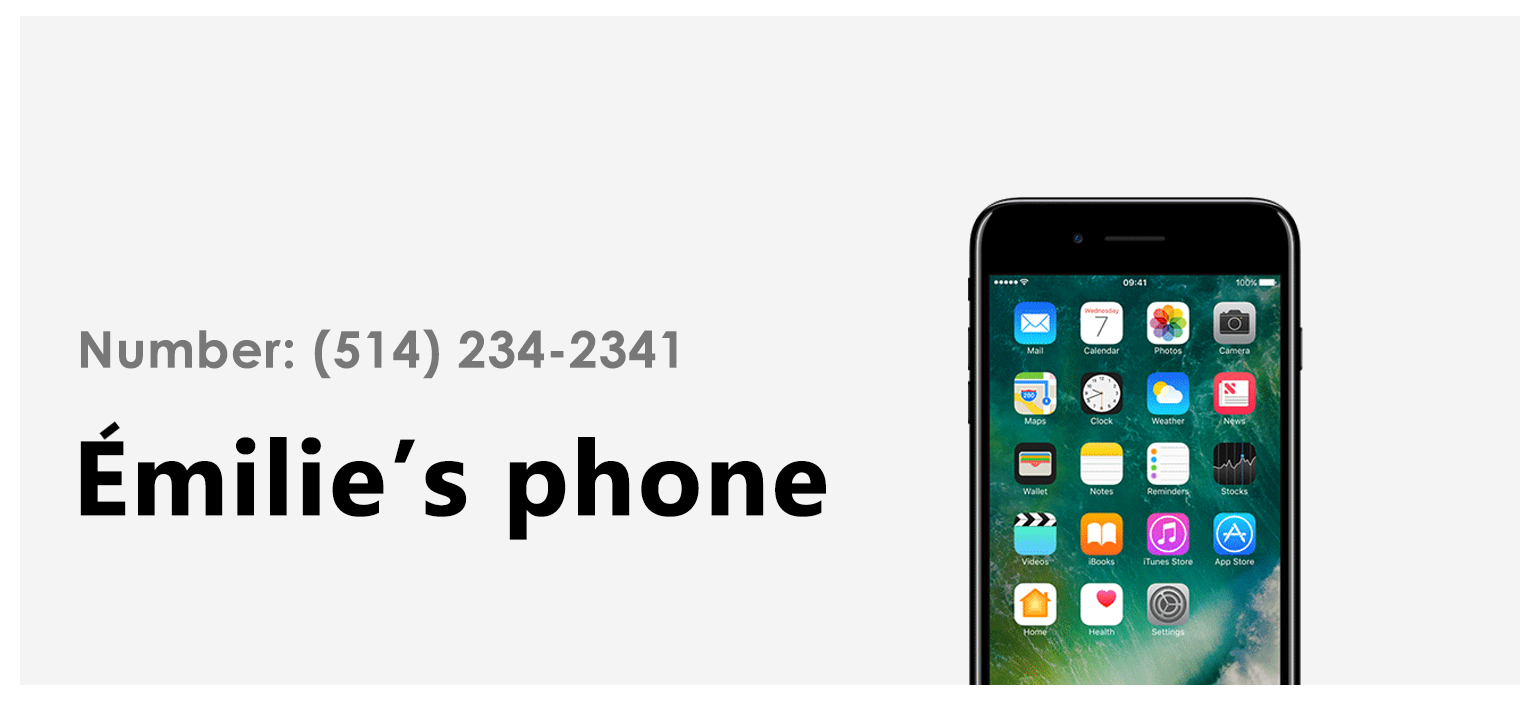 Number: (514) 234-2341
Émilie’s phone
09:41
100%
Wednesday
7
Mail
Calendar
Photos
Camera
280
Maps
Clock
Weather
News
Wallet
Notes
Reminders
Stocks
Videos
iBooks
iTunes Store
App Store
Home
Health
Settings